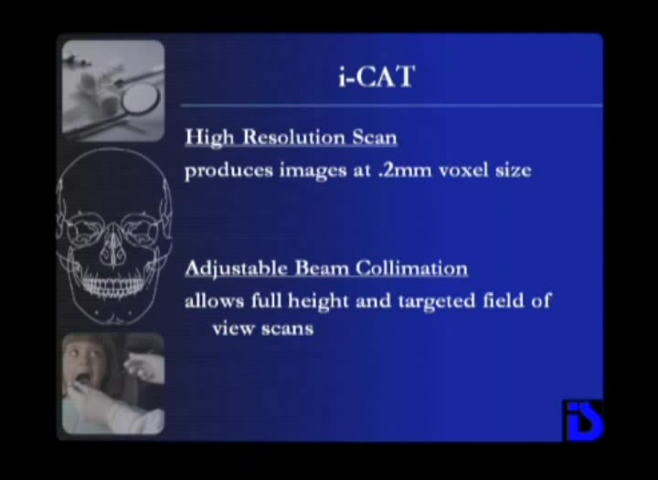 i-CAT
High Resolution Scan
produces images at .2mm voxel size
Adjustable Beam Collimation
allows full height and targeted field of
view scans
iS